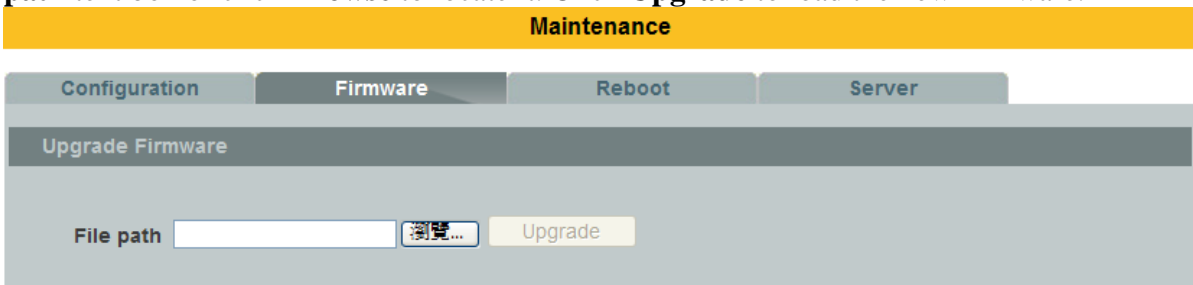 Maintenance
Configuration Firmware Reboot Server
Upgrade Firmware
File path 瀏覽... Upgrade